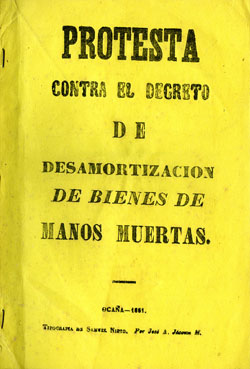 PROTESTA
CONTRA EL DECRETO
DE
DESAMORTIZACION
DE BIENES DE
MANOS MUERTAS.
OCAÑA—1861.
TIPOGRAFIA DE SAMUEL NIETO, Por José A. Jácome M.